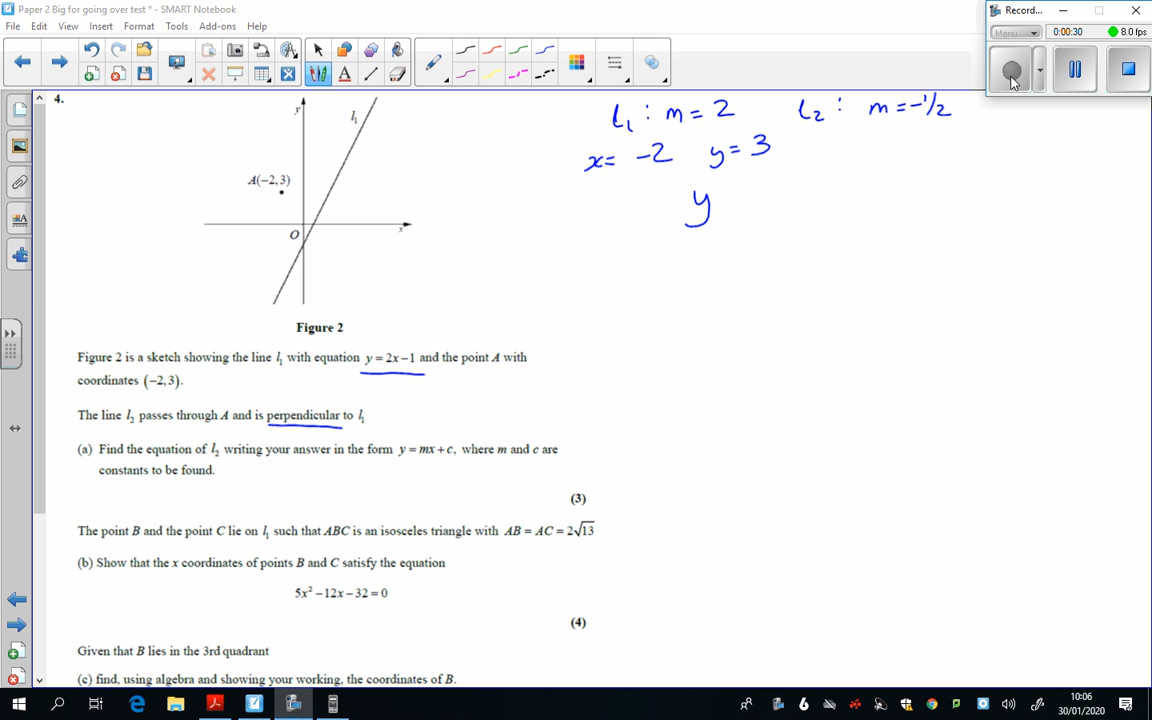 Paper 2 Big for going over test * - SMART Notebook
Record...
File Edit View Insert Format Tools Add-ons Help
Menu
0:00:30
8.0 fps
4.
y
l₁
A(−2,3)
O
x
Figure 2
l₁ : m = 2 l₂ : m = -1/2
x= -2 y = 3
y
Figure 2 is a sketch showing the line l₁ with equation y = 2x − 1 and the point A with
coordinates (−2,3).
The line l₂ passes through A and is perpendicular to l₁
(a) Find the equation of l₂ writing your answer in the form y = mx + c, where m and c are
constants to be found.
(3)
The point B and the point C lie on l₁ such that ABC is an isosceles triangle with AB = AC = 2√13
(b) Show that the x coordinates of points B and C satisfy the equation
5x² − 12x − 32 = 0
(4)
Given that B lies in the 3rd quadrant
(c) find, using algebra and showing your working, the coordinates of B.
10:06
30/01/2020